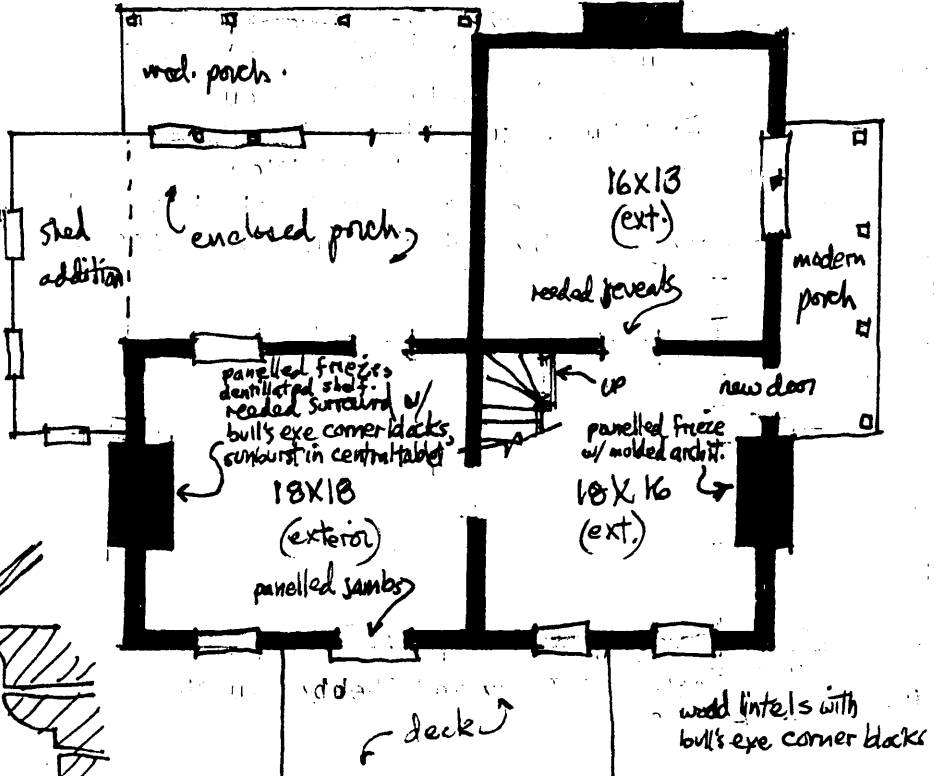 mod. porch.
16X13
(ext.)
shed
addition
enclosed porch
modern
porch
reeded reveals
panelled frieze,
dentillated shelf.
reeded surround w/
bull's eye corner blocks,
sunburst in central tablet
UP
new door
panelled frieze
w/ molded archit.
18X18
(exterior)
18X16
(ext.)
panelled jambs
deck
wood lintels with
bull's eye corner blocks